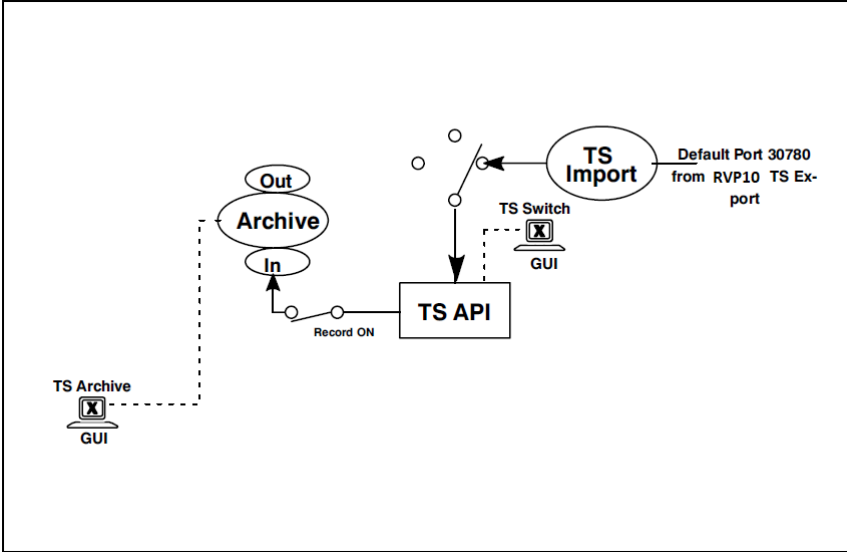 Out
Archive
In
Record ON
TS API
TS Import
Default Port 30780
from RVP10 TS Ex-
port
TS Switch
X
GUI
TS Archive
X
GUI